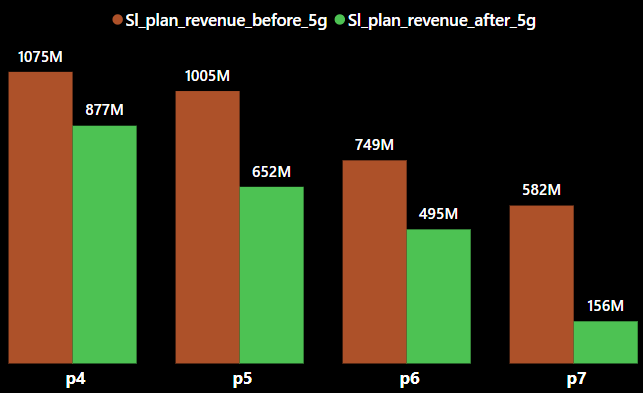 Sl_plan_revenue_before_5g Sl_plan_revenue_after_5g
1075M
877M
1005M
652M
749M
495M
582M
156M
p4 p5 p6 p7